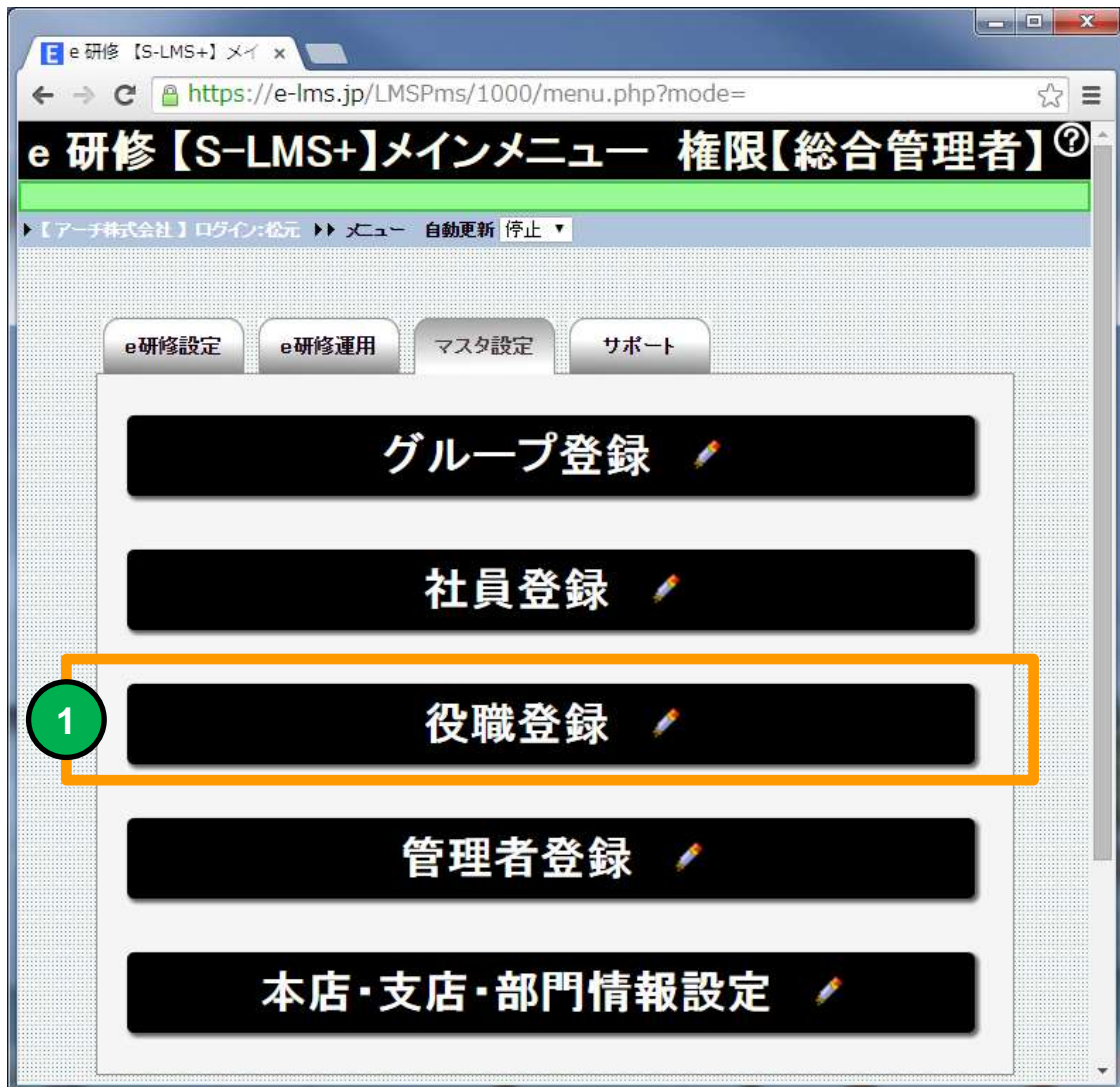 e 研修 【S-LMS+】 メイ
https://e-lms.jp/LMSPms/1000/menu.php?mode=
e 研修 【S-LMS+】メインメニュー 権限【総合管理者】
▶【 アーチ株式会社 】 ログイン:松元 ▶▶ メニュー 自動更新 停止 ▼
e研修設定 e研修運用 マスタ設定 サポート
グループ登録
社員登録
1 役職登録
管理者登録
本店・支店・部門情報設定